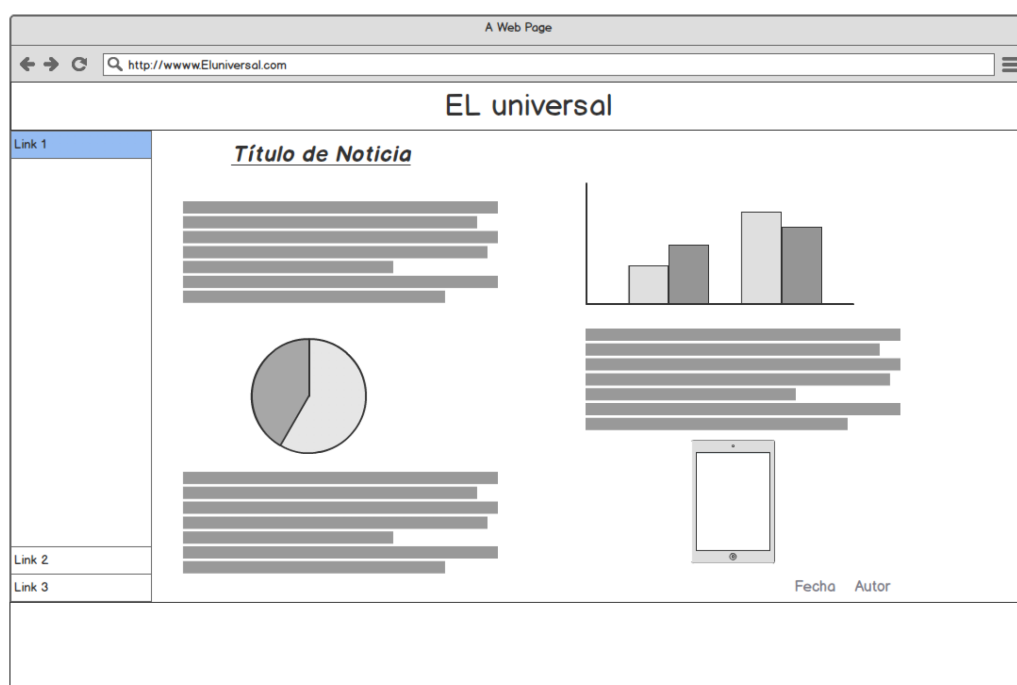 A Web Page
http://wwww.Eluniversal.com
EL universal
Link 1
Título de Noticia
Link 2
Link 3
Fecha Autor